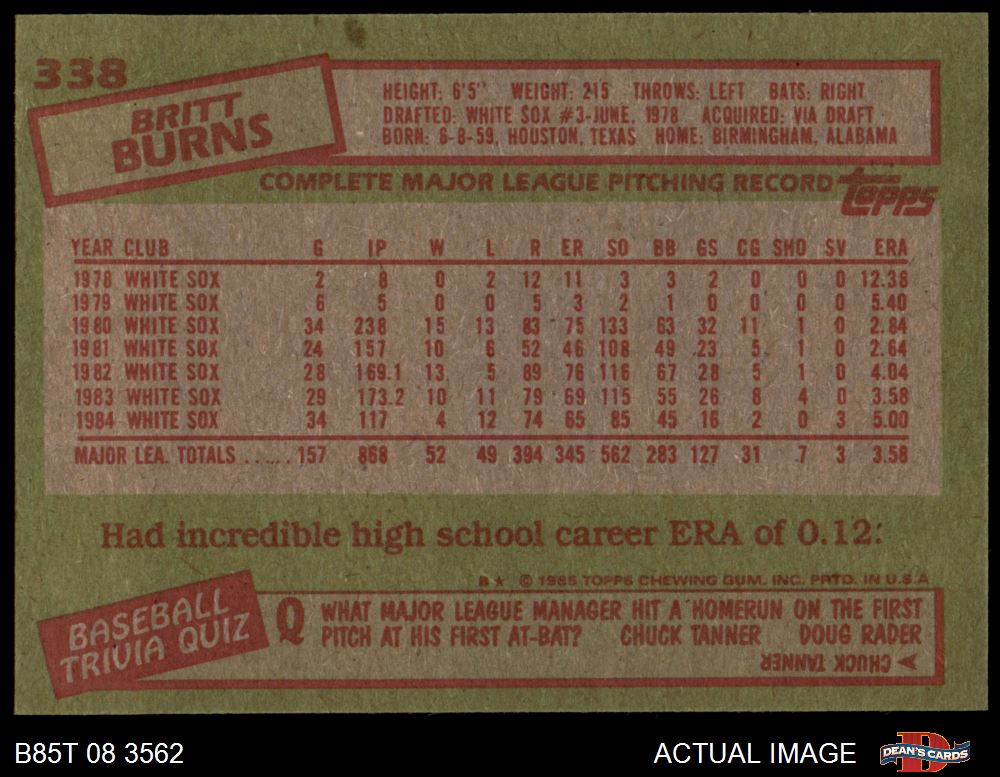 338
BRITT
BURNS
HEIGHT: 6'5" WEIGHT: 215 THROWS: LEFT BATS: RIGHT
DRAFTED: WHITE SOX #3-JUNE, 1978 ACQUIRED: VIA DRAFT
BORN: 6-8-59, HOUSTON, TEXAS HOME: BIRMINGHAM, ALABAMA
COMPLETE MAJOR LEAGUE PITCHING RECORD topps
YEAR CLUB G IP W L R ER SO BB GS CG SHO SV ERA
1978 WHITE SOX 2 8 0 2 12 11 3 3 2 0 0 0 12.38
1979 WHITE SOX 6 5 0 0 5 3 2 1 0 0 0 0 5.40
1980 WHITE SOX 34 238 15 13 83 75 133 63 32 11 1 0 2.84
1981 WHITE SOX 24 157 10 6 52 46 108 49 23 5 1 0 2.64
1982 WHITE SOX 28 169.1 13 5 89 76 116 67 28 5 1 0 4.04
1983 WHITE SOX 29 173.2 10 11 79 69 115 55 26 8 4 0 3.58
1984 WHITE SOX 34 117 4 12 74 65 85 45 16 2 0 3 5.00
MAJOR LEA. TOTALS ...... 157 868 52 49 394 345 562 283 127 31 7 3 3.58
Had incredible high school career ERA of 0.12:
B★ © 1985 TOPPS CHEWING GUM, INC. PRTD. IN U.S.A
BASEBALL
TRIVIA QUIZ
Q WHAT MAJOR LEAGUE MANAGER HIT A HOMERUN ON THE FIRST
PITCH AT HIS FIRST AT-BAT? CHUCK TANNER DOUG RADER
CHUCK TANNER
B85T 08 3562
ACTUAL IMAGE
DEAN'S CARDS